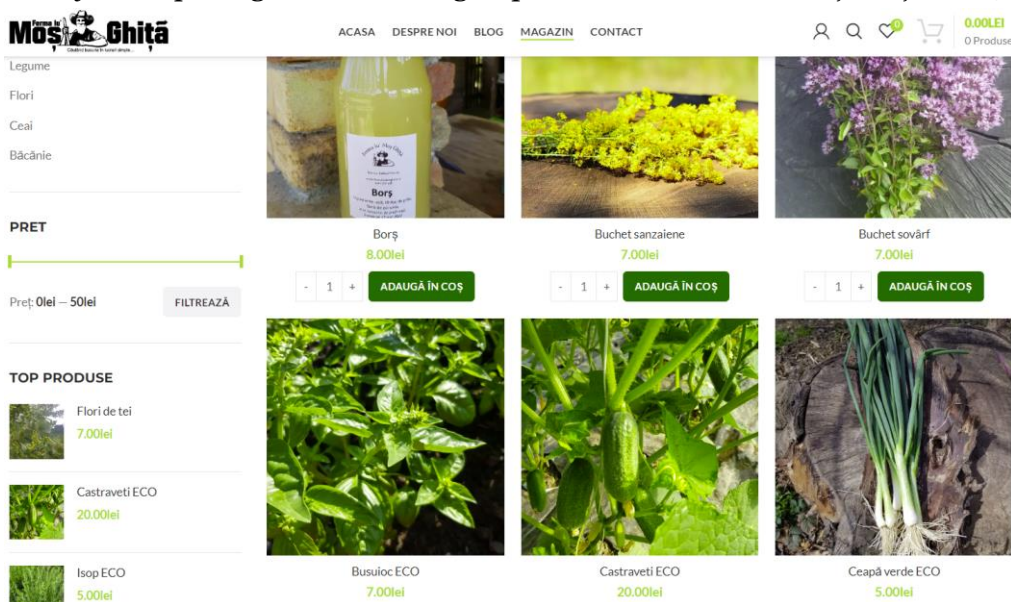 Ferma lu'
Moș Ghiță
ACASA DESPRE NOI BLOG MAGAZIN CONTACT
0
0.00LEI
0 Produse
Legume
Flori
Ceai
Băcănie
PRET
Preț: 0lei — 50lei
FILTREAZĂ
TOP PRODUSE
Flori de tei
7.00lei
Castraveti ECO
20.00lei
Isop ECO
5.00lei
Borș
Borș
8.00lei
- 1 + ADAUGĂ ÎN COȘ
Buchet sanzaiene
7.00lei
- 1 + ADAUGĂ ÎN COȘ
Buchet sovârf
7.00lei
- 1 + ADAUGĂ ÎN COȘ
Busuioc ECO
7.00lei
Castraveti ECO
20.00lei
Ceapă verde ECO
5.00lei